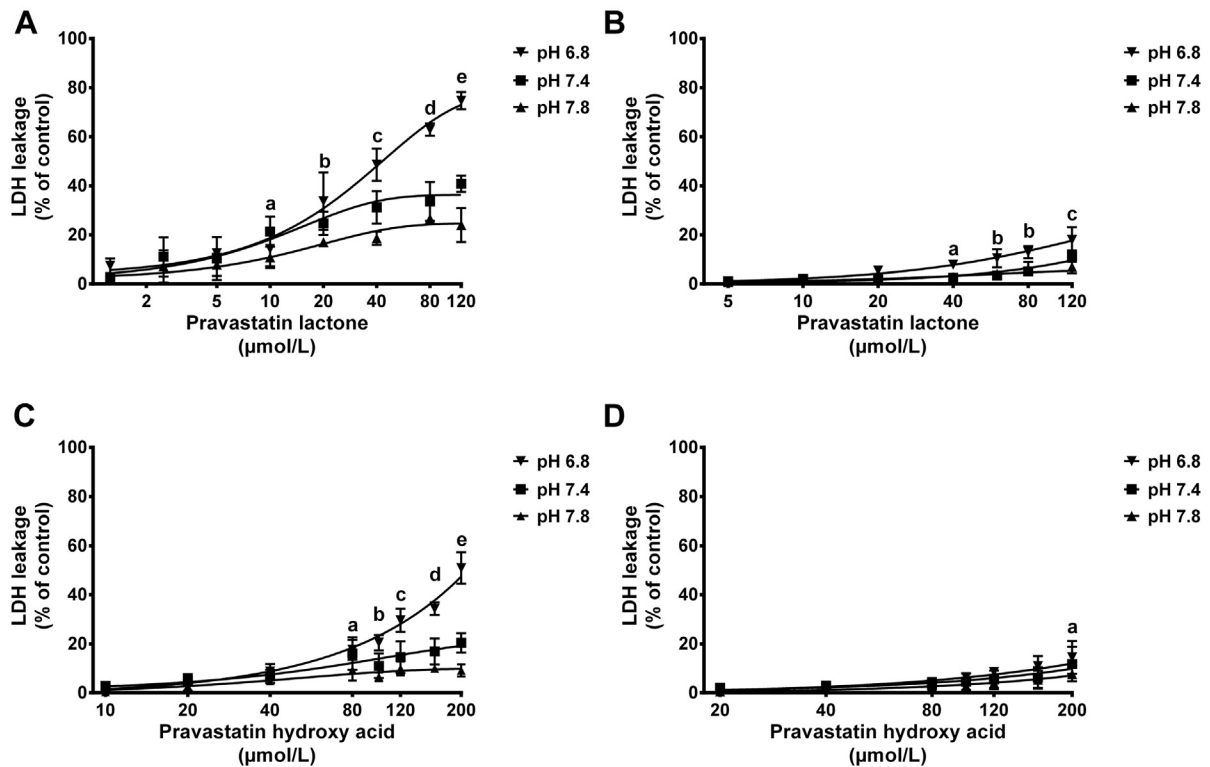 A
100
80
60
40
20
0
LDH leakage
(% of control)
a
b
c
d
e
pH 6.8
pH 7.4
pH 7.8
2 5 10 20 40 80 120
Pravastatin lactone
(µmol/L)
B
100
80
60
40
20
0
LDH leakage
(% of control)
a
b
b
c
pH 6.8
pH 7.4
pH 7.8
5 10 20 40 80 120
Pravastatin lactone
(µmol/L)
C
100
80
60
40
20
0
LDH leakage
(% of control)
a
b
c
d
e
pH 6.8
pH 7.4
pH 7.8
10 20 40 80 120 200
Pravastatin hydroxy acid
(µmol/L)
D
100
80
60
40
20
0
LDH leakage
(% of control)
a
pH 6.8
pH 7.4
pH 7.8
20 40 80 120 200
Pravastatin hydroxy acid
(µmol/L)